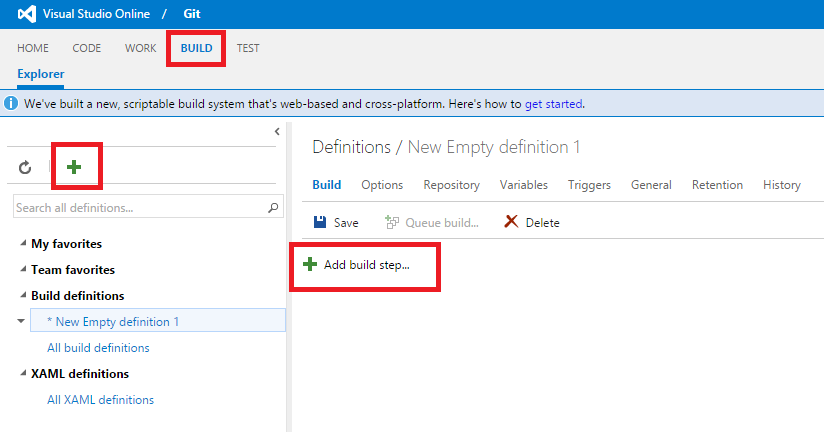 Visual Studio Online / Git
HOME CODE WORK BUILD TEST
Explorer
We've built a new, scriptable build system that's web-based and cross-platform. Here's how to get started.
Definitions / New Empty definition 1
Build Options Repository Variables Triggers General Retention History
Search all definitions...
Save Queue build... Delete
My favorites
Add build step...
Team favorites
Build definitions
* New Empty definition 1
All build definitions
XAML definitions
All XAML definitions